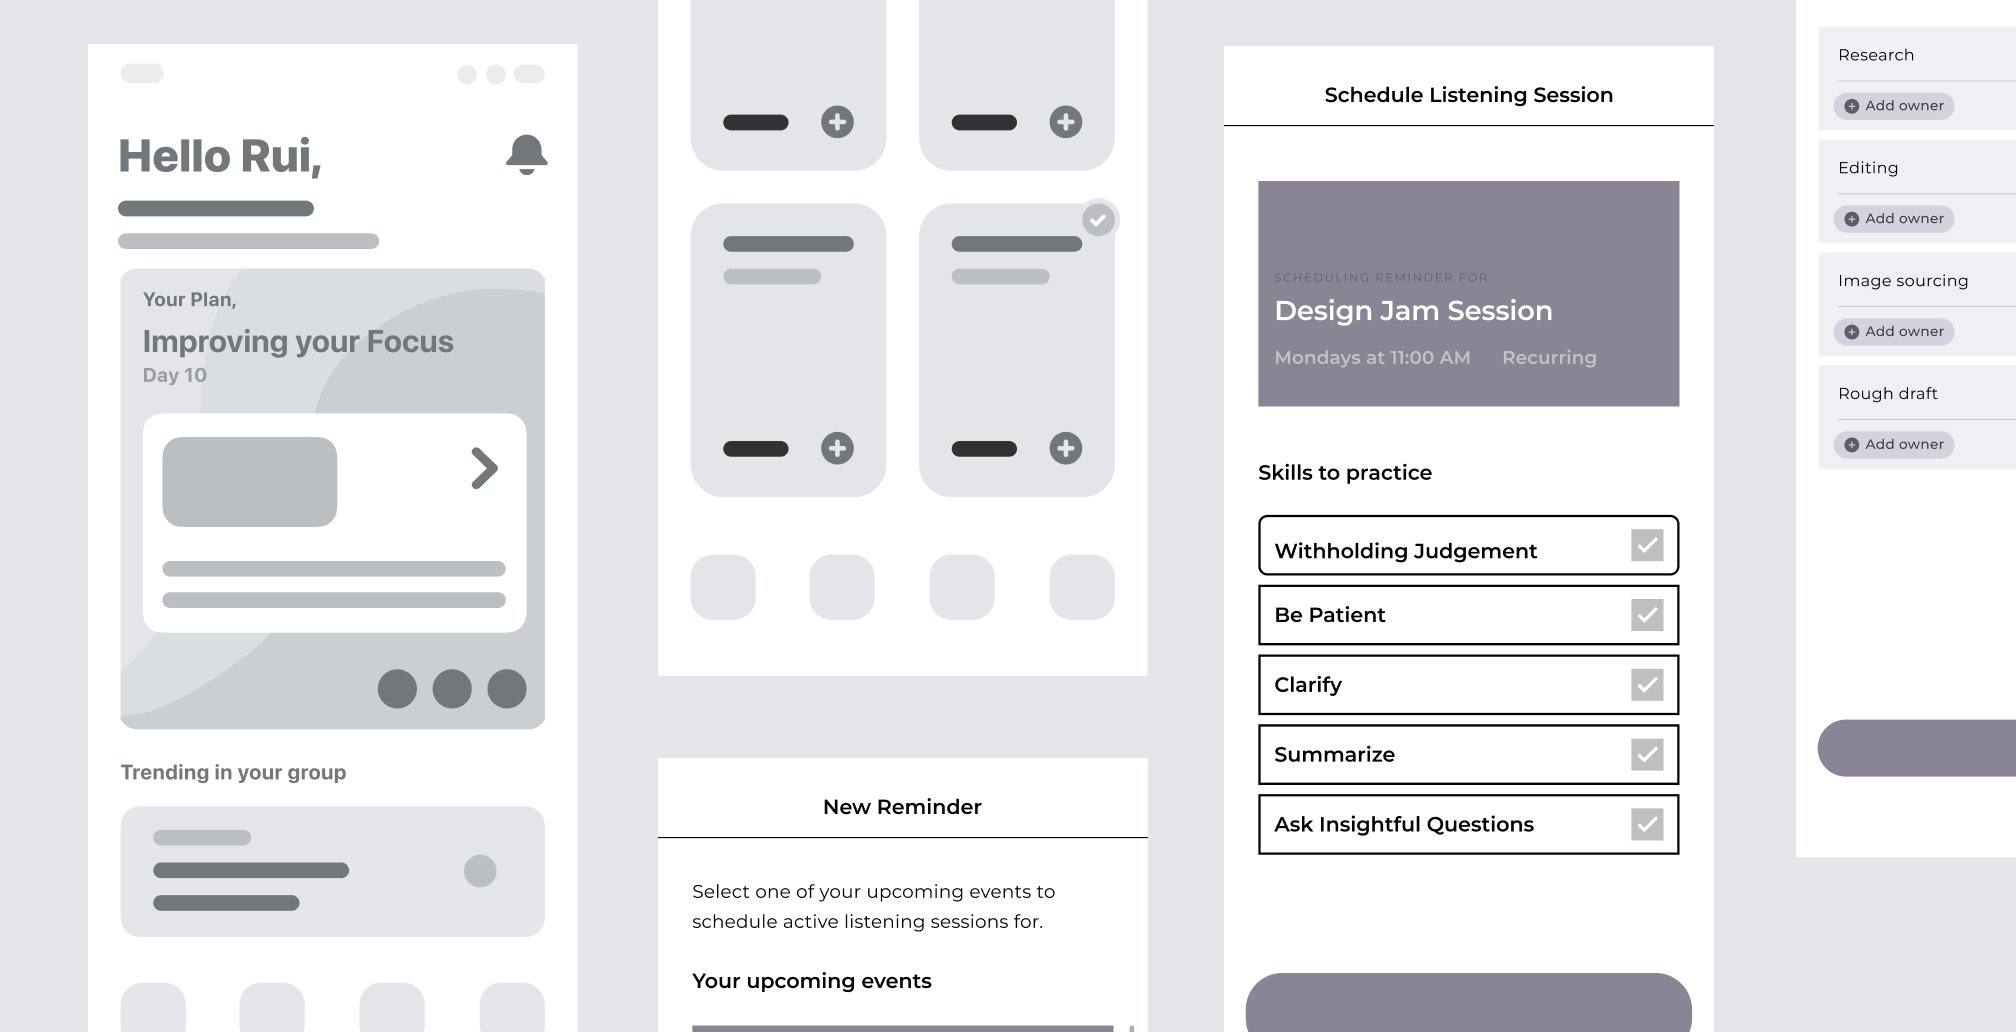 Hello Rui,
Your Plan,
Improving your Focus
Day 10
Trending in your group
New Reminder
Select one of your upcoming events to
schedule active listening sessions for.
Your upcoming events
Schedule Listening Session
SCHEDULING REMINDER FOR
Design Jam Session
Mondays at 11:00 AM Recurring
Skills to practice
Withholding Judgement
Be Patient
Clarify
Summarize
Ask Insightful Questions
Research
Add owner
Editing
Add owner
Image sourcing
Add owner
Rough draft
Add owner